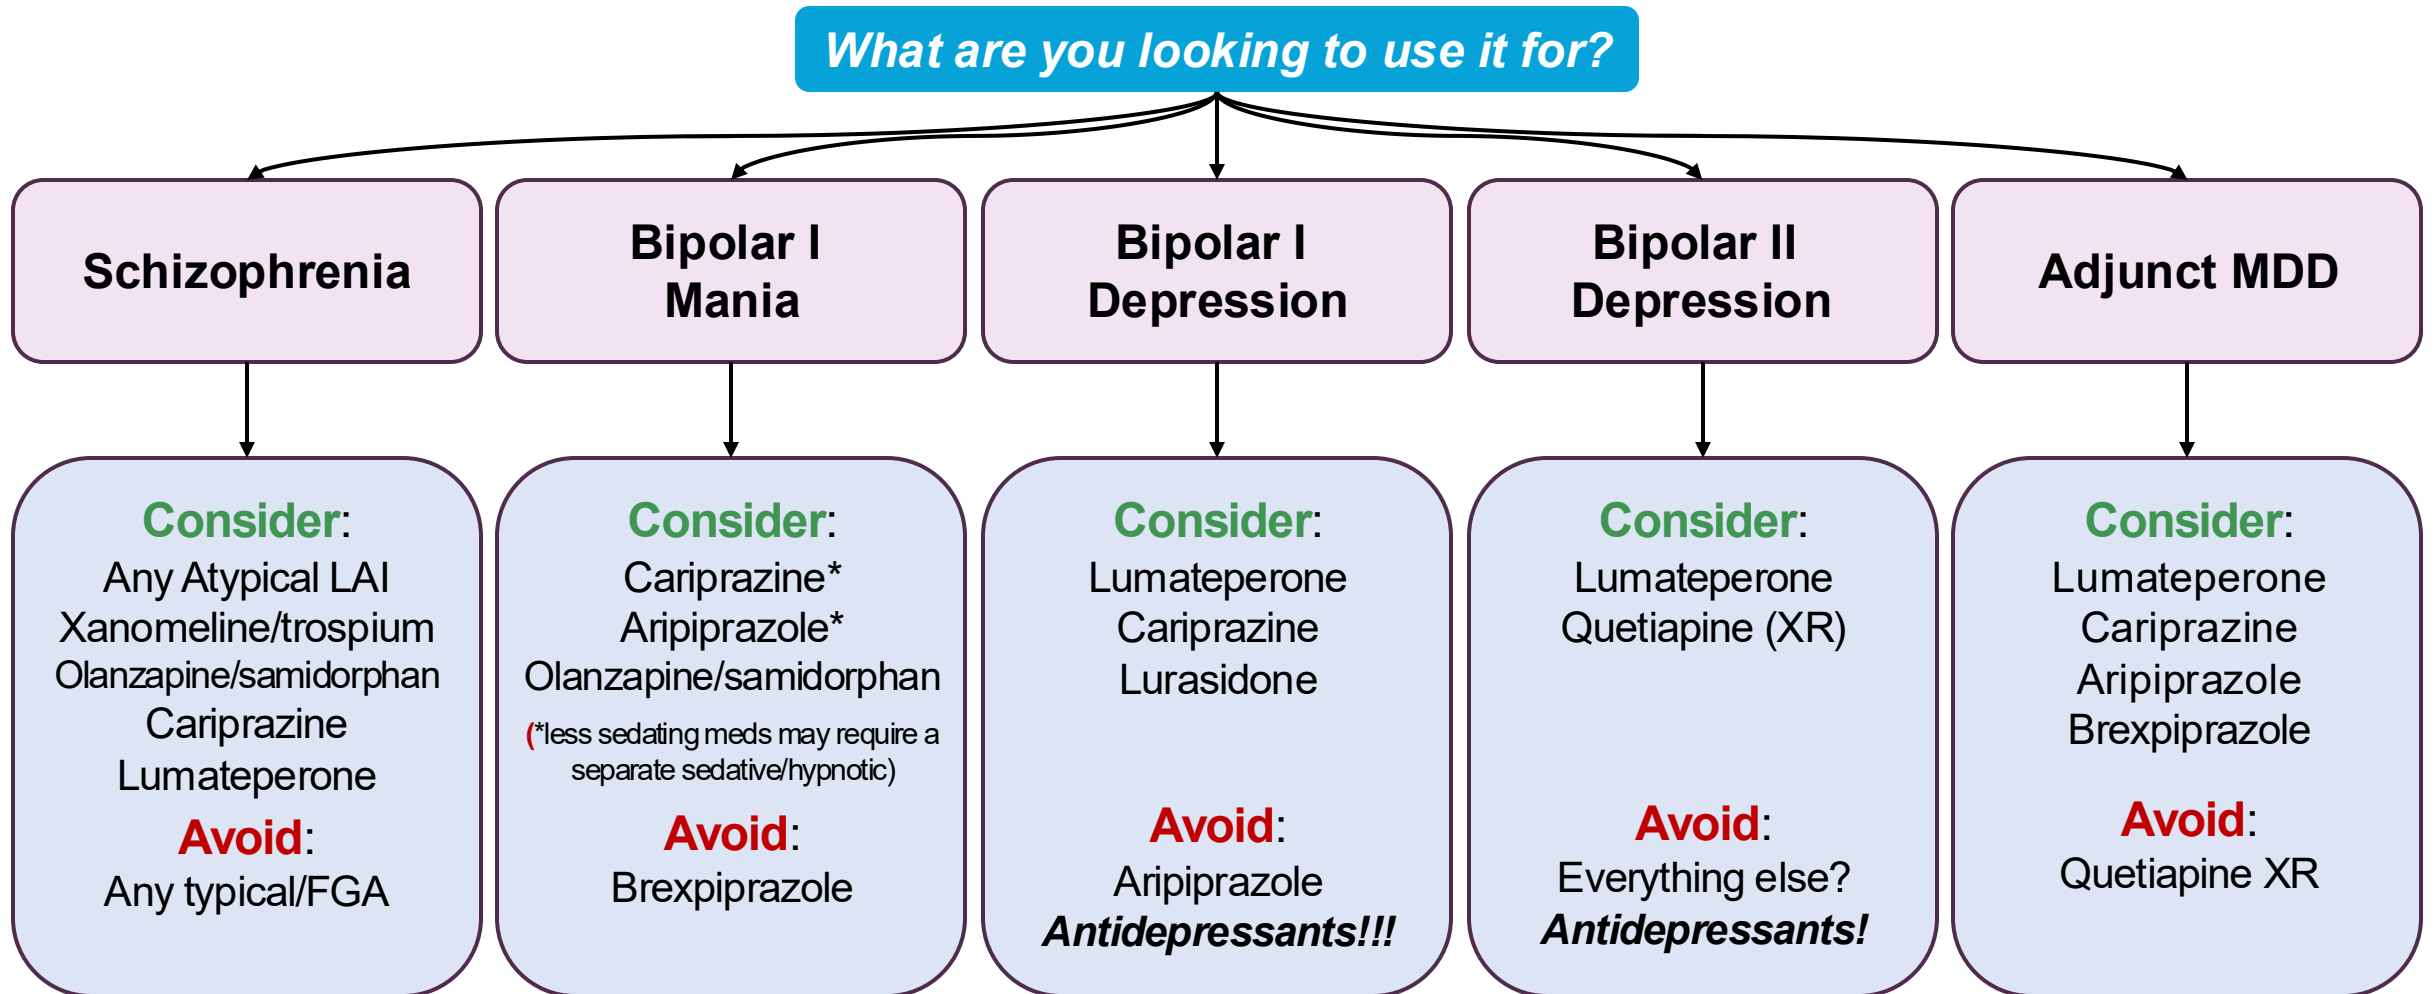 What are you looking to use it for?
Schizophrenia
Bipolar I
Mania
Bipolar I
Depression
Bipolar II
Depression
Adjunct MDD
Consider:
Any Atypical LAI
Xanomeline/trospium
Olanzapine/samidorphan
Cariprazine
Lumateperone
Avoid:
Any typical/FGA
Consider:
Cariprazine*
Aripiprazole*
Olanzapine/samidorphan
(*less sedating meds may require a
separate sedative/hypnotic)
Avoid:
Brexpiprazole
Consider:
Lumateperone
Cariprazine
Lurasidone
Avoid:
Aripiprazole
Antidepressants!!!
Consider:
Lumateperone
Quetiapine (XR)
Avoid:
Everything else?
Antidepressants!
Consider:
Lumateperone
Cariprazine
Aripiprazole
Brexpiprazole
Avoid:
Quetiapine XR